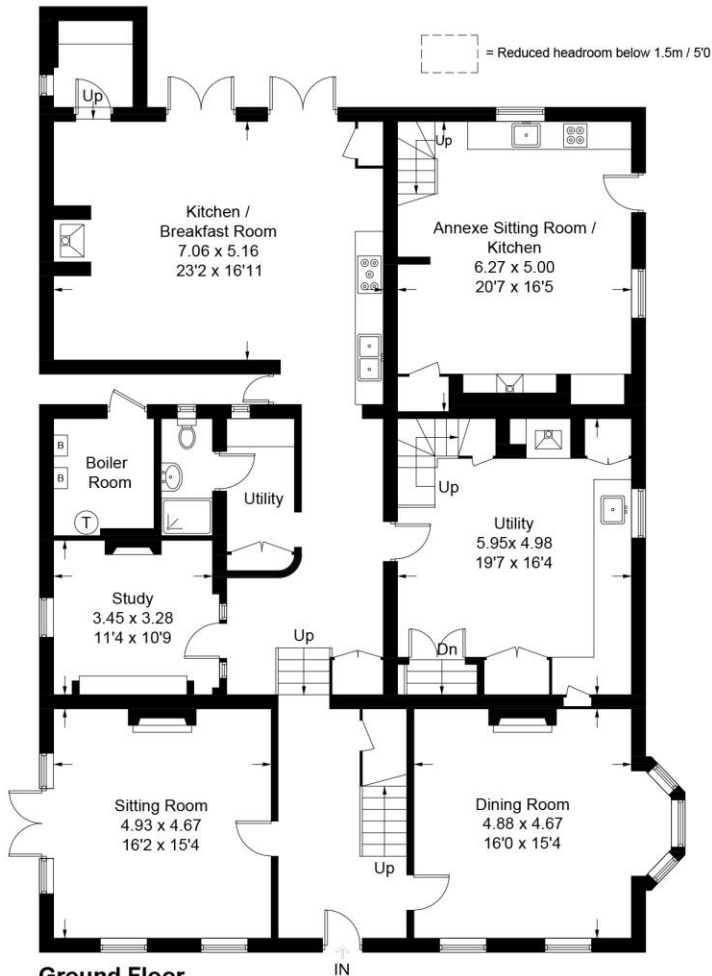 = Reduced headroom below 1.5m / 5'0
Up
Kitchen /
Breakfast Room
7.06 x 5.16
23'2 x 16'11
Up
Annexe Sitting Room /
Kitchen
6.27 x 5.00
20'7 x 16'5
B
B
Boiler
Room
T
Utility
Up
Utility
5.95x 4.98
19'7 x 16'4
Study
3.45 x 3.28
11'4 x 10'9
Up
Dn
Sitting Room
4.93 x 4.67
16'2 x 15'4
Up
Dining Room
4.88 x 4.67
16'0 x 15'4
IN
Ground Floor